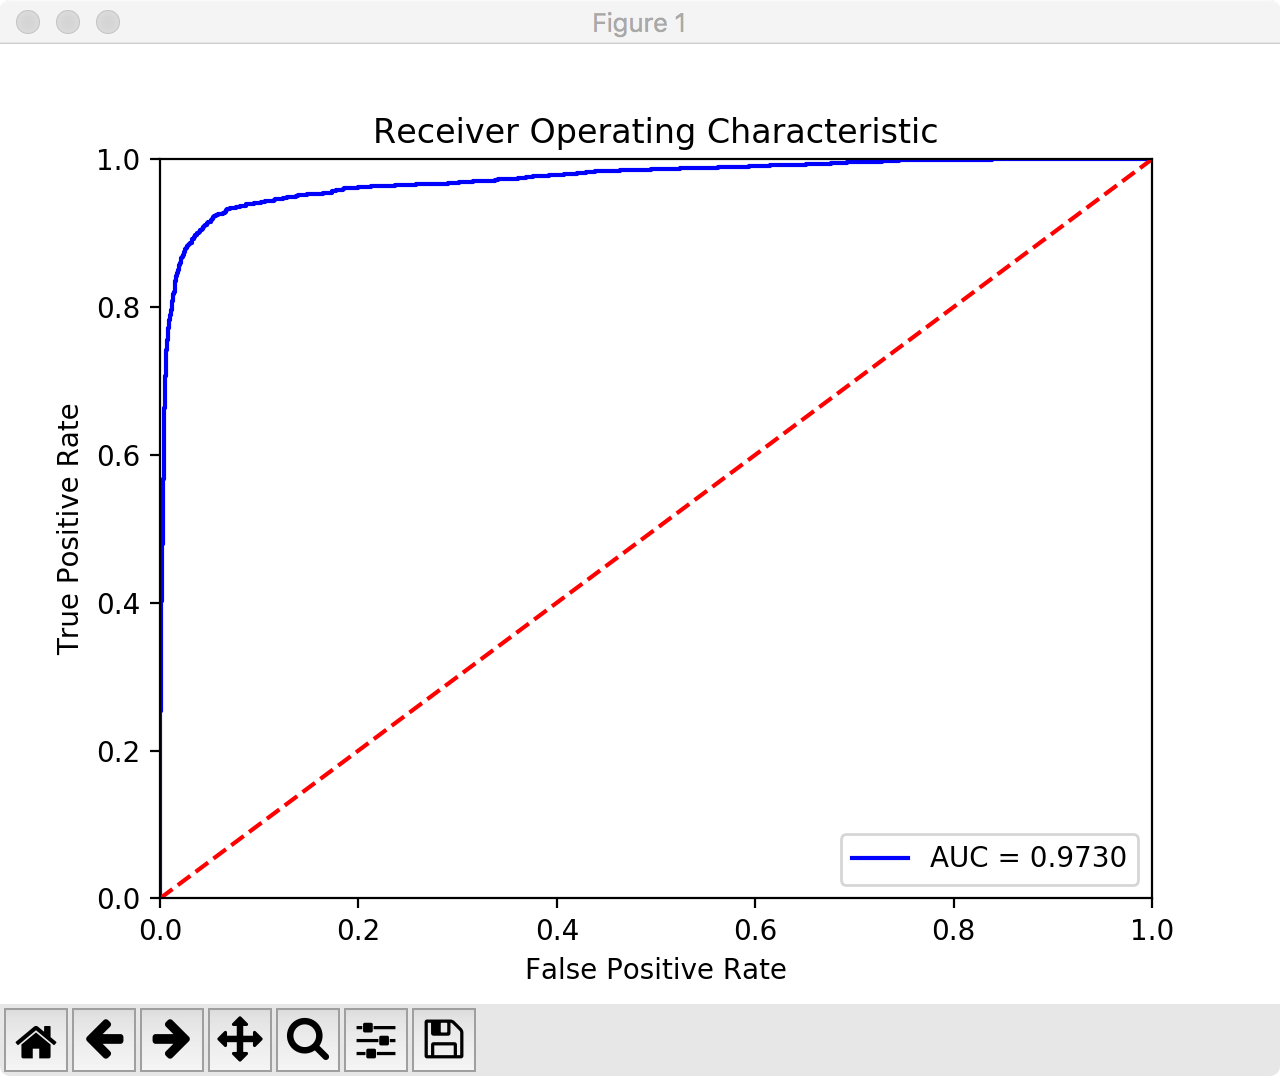 Figure 1
Receiver Operating Characteristic
1.0
0.8
0.6
0.4
0.2
0.0
True Positive Rate
AUC = 0.9730
0.0 0.2 0.4 0.6 0.8 1.0
False Positive Rate